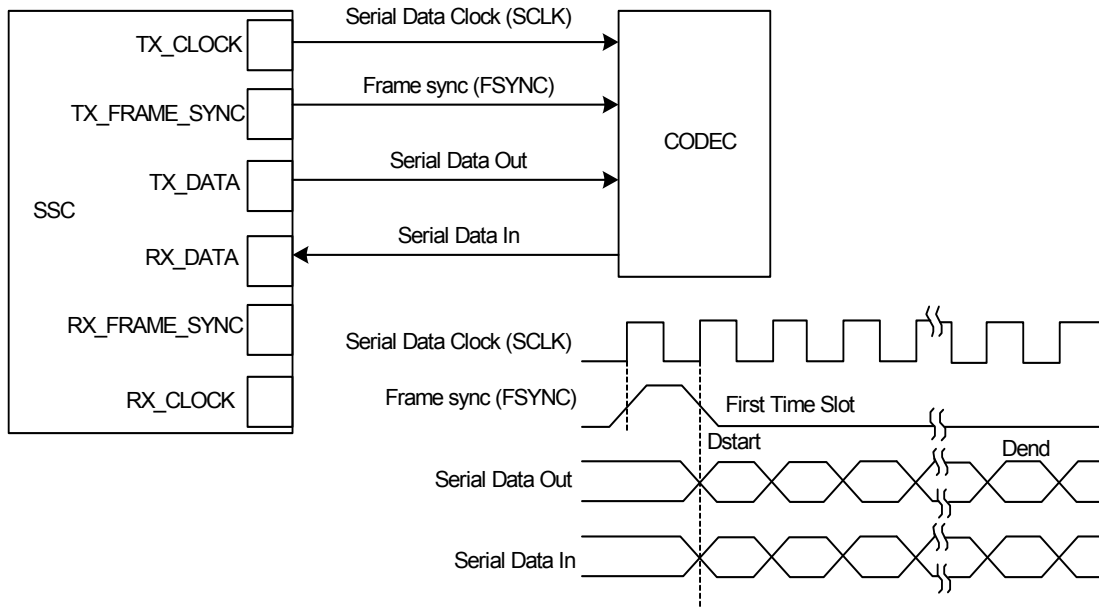 Serial Data Clock (SCLK)
TX_CLOCK
Frame sync (FSYNC)
TX_FRAME_SYNC
CODEC
Serial Data Out
TX_DATA
SSC
Serial Data In
RX_DATA
RX_FRAME_SYNC
RX_CLOCK
Serial Data Clock (SCLK)
Frame sync (FSYNC)
First Time Slot
Dstart
Dend
Serial Data Out
Serial Data In